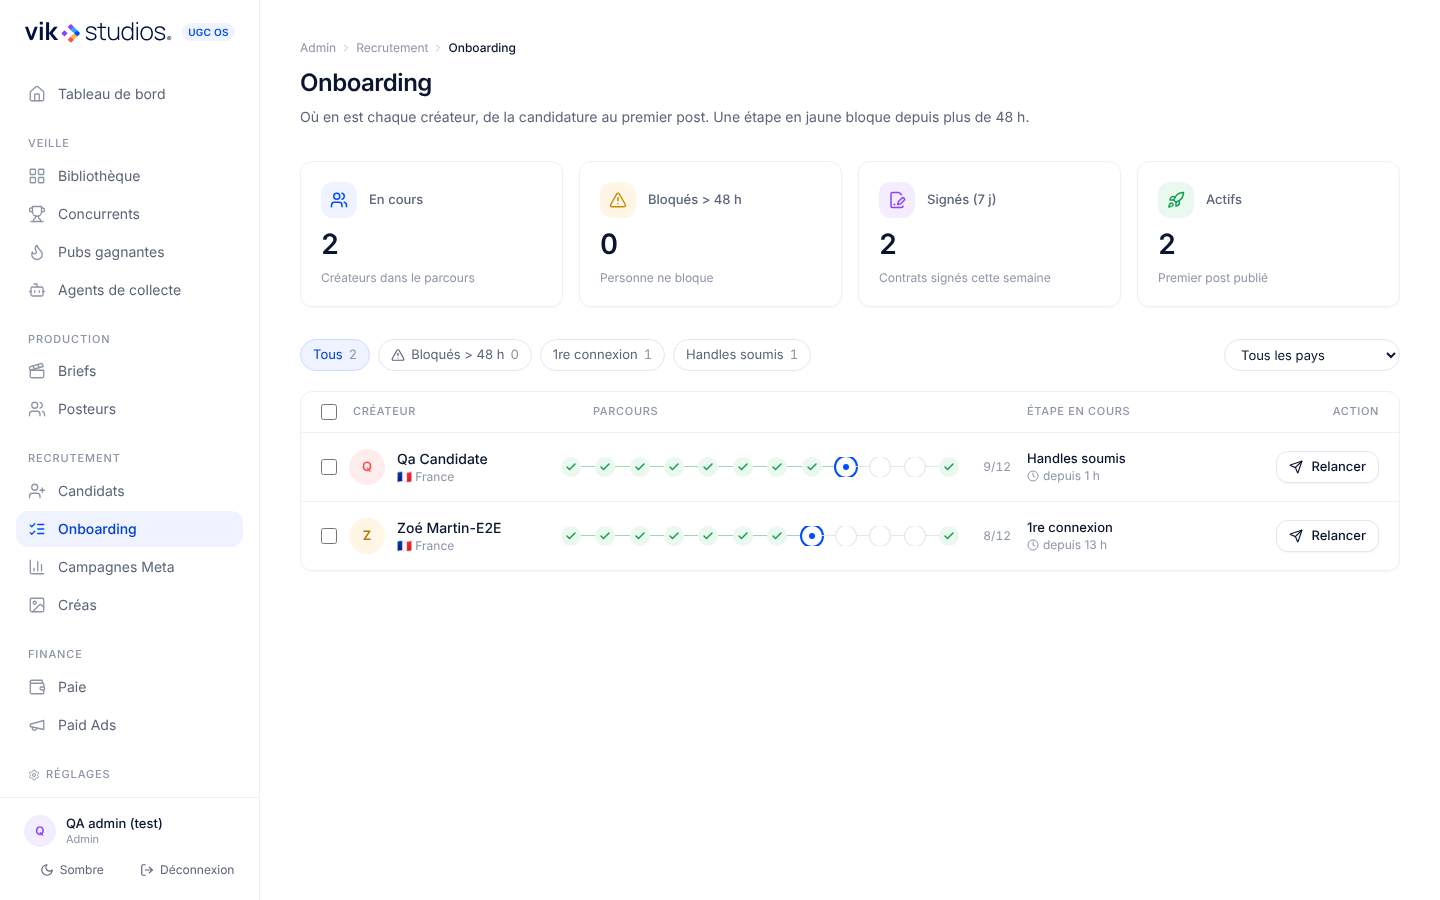 vik studios® UGC OS
Tableau de bord
VEILLE
Bibliothèque
Concurrents
Pubs gagnantes
Agents de collecte
PRODUCTION
Briefs
Posteurs
RECRUTEMENT
Candidats
Onboarding
Campagnes Meta
Créas
FINANCE
Paie
Paid Ads
RÉGLAGES
Q
QA admin (test)
Admin
Sombre
Déconnexion
Admin > Recrutement > Onboarding
Onboarding
Où en est chaque créateur, de la candidature au premier post. Une étape en jaune bloque depuis plus de 48 h.
En cours
2
Créateurs dans le parcours
Bloqués > 48 h
0
Personne ne bloque
Signés (7 j)
2
Contrats signés cette semaine
Actifs
2
Premier post publié
Tous 2
Bloqués > 48 h 0
1re connexion 1
Handles soumis 1
Tous les pays
CRÉATEUR PARCOURS ÉTAPE EN COURS ACTION
Q
Qa Candidate
🇫🇷 France
9/12
Handles soumis
depuis 1 h
Relancer
Z
Zoé Martin-E2E
🇫🇷 France
8/12
1re connexion
depuis 13 h
Relancer